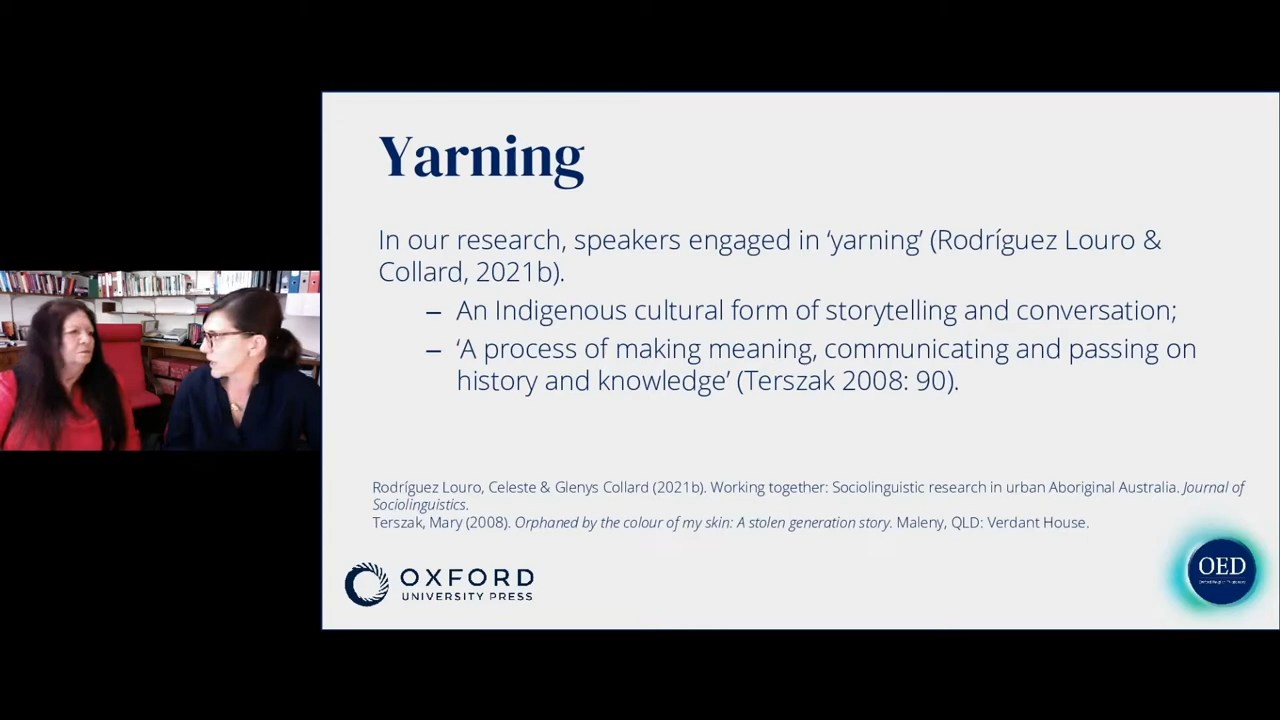 Yarning
In our research, speakers engaged in ‘yarning’ (Rodríguez Louro &
Collard, 2021b).
– An Indigenous cultural form of storytelling and conversation;
– ‘A process of making meaning, communicating and passing on
history and knowledge’ (Terszak 2008: 90).
Rodríguez Louro, Celeste & Glenys Collard (2021b). Working together: Sociolinguistic research in urban Aboriginal Australia. Journal of
Sociolinguistics.
Terszak, Mary (2008). Orphaned by the colour of my skin: A stolen generation story. Maleny, QLD: Verdant House.
OXFORD
UNIVERSITY PRESS
OED